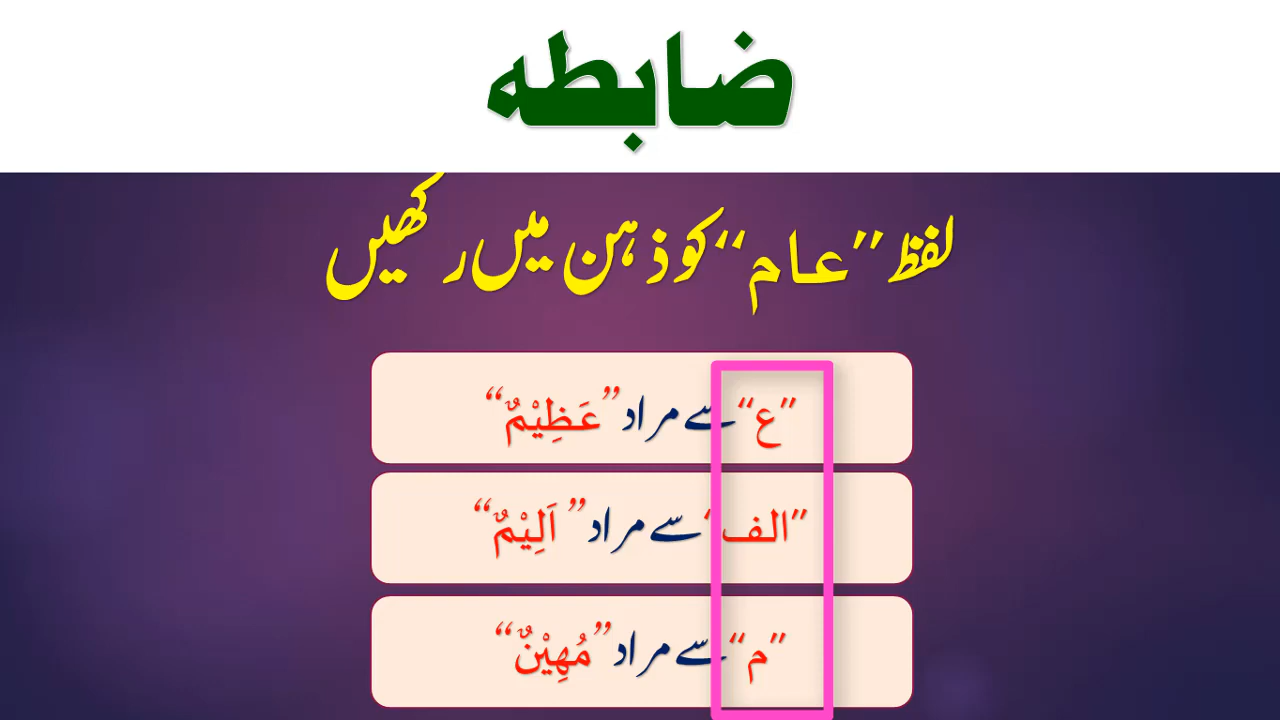 ضابطہ
لفظ ”عام“ کو ذہن میں رکھیں
”ع“ سے مراد ”عَظِيْمٌ“
”الف“ سے مراد ”اَلِيْمٌ“
”م“ سے مراد ”مُهِيْنٌ“